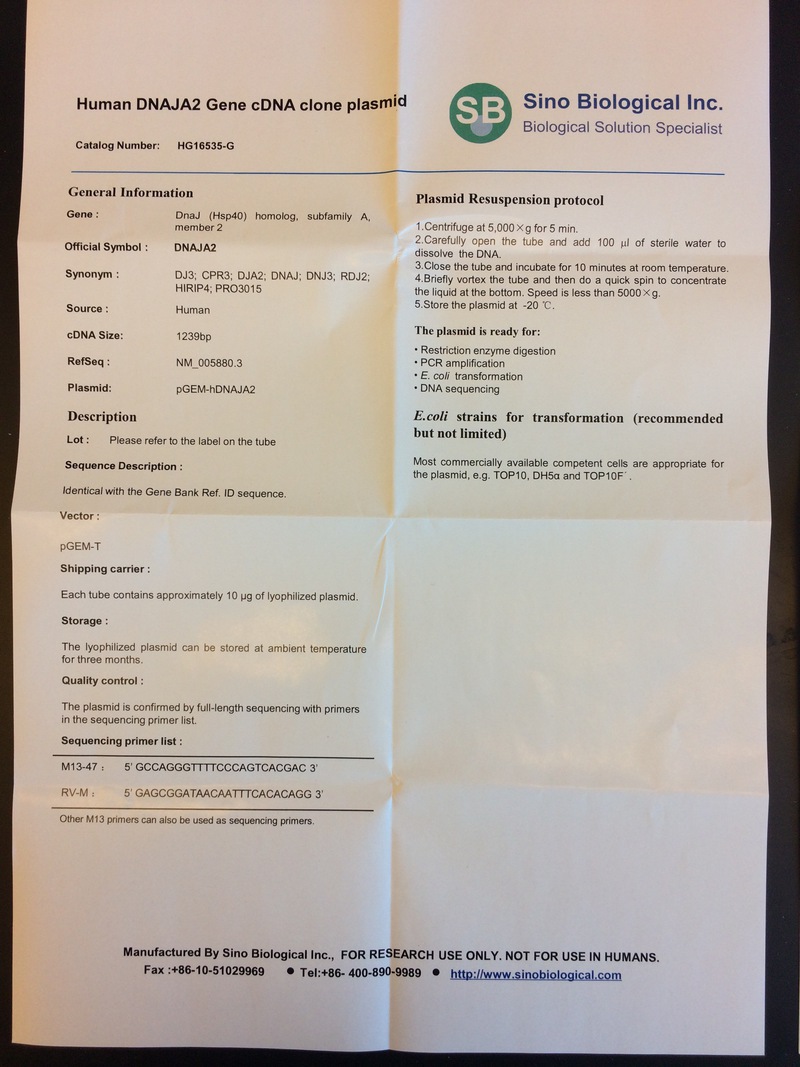 Human DNAJA2 Gene cDNA clone plasmid
Catalog Number: HG16535-G
SB
Sino Biological Inc.
Biological Solution Specialist
General Information
Gene : DnaJ (Hsp40) homolog, subfamily A,
member 2
Official Symbol : DNAJA2
Synonym : DJ3; CPR3; DJA2; DNAJ; DNJ3; RDJ2;
HIRIP4; PRO3015
Source : Human
cDNA Size: 1239bp
RefSeq : NM_005880.3
Plasmid: pGEM-hDNAJA2
Description
Lot : Please refer to the label on the tube
Sequence Description :
Identical with the Gene Bank Ref. ID sequence.
Vector :
pGEM-T
Shipping carrier :
Each tube contains approximately 10 μg of lyophilized plasmid.
Storage :
The lyophilized plasmid can be stored at ambient temperature
for three months.
Quality control :
The plasmid is confirmed by full-length sequencing with primers
in the sequencing primer list.
Sequencing primer list :
M13-47 : 5' GCCAGGGTTTTCCCAGTCACGAC 3'
RV-M : 5' GAGCGGATAACAATTTCACACAGG 3'
Other M13 primers can also be used as sequencing primers.
Plasmid Resuspension protocol
1.Centrifuge at 5,000×g for 5 min.
2.Carefully open the tube and add 100 μl of sterile water to
dissolve the DNA.
3.Close the tube and incubate for 10 minutes at room temperature.
4.Briefly vortex the tube and then do a quick spin to concentrate
the liquid at the bottom. Speed is less than 5000×g.
5.Store the plasmid at -20 ℃.
The plasmid is ready for:
• Restriction enzyme digestion
• PCR amplification
• E. coli transformation
• DNA sequencing
E.coli strains for transformation (recommended
but not limited)
Most commercially available competent cells are appropriate for
the plasmid, e.g. TOP10, DH5α and TOP10F´.
Manufactured By Sino Biological Inc., FOR RESEARCH USE ONLY. NOT FOR USE IN HUMANS.
Fax :+86-10-51029969 ● Tel:+86- 400-890-9989 ● http://www.sinobiological.com